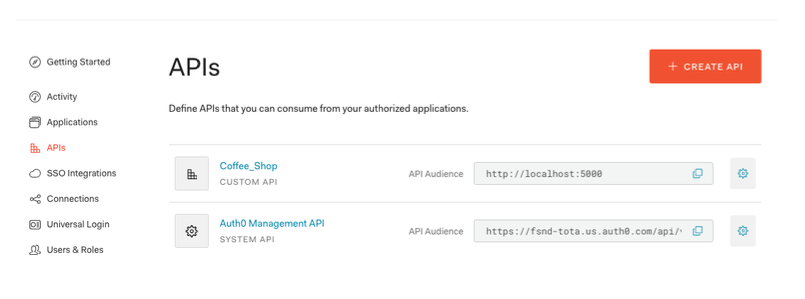 Getting Started
Activity
Applications
APIs
SSO Integrations
Connections
Universal Login
Users & Roles
APIs
+ CREATE API
Define APIs that you can consume from your authorized applications.
Coffee_Shop
CUSTOM API
API Audience
http://localhost:5000
Auth0 Management API
SYSTEM API
API Audience
https://fsnd-tota.us.auth0.com/api/